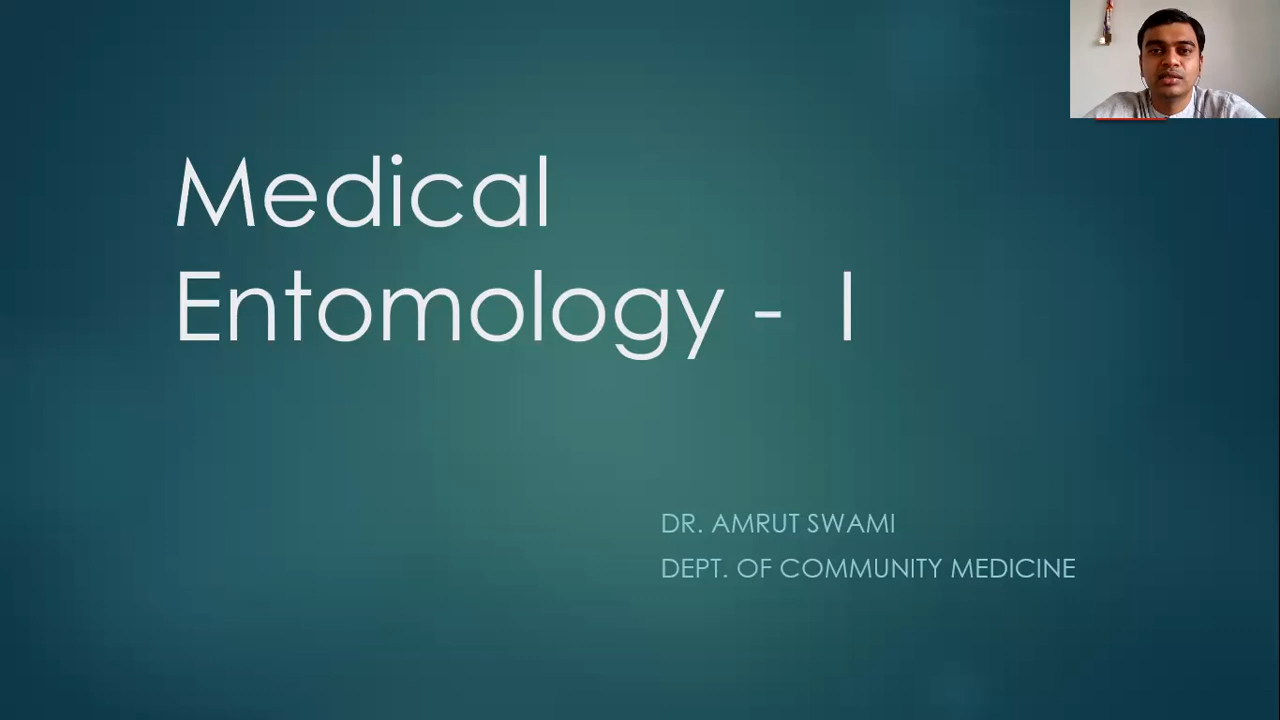 Medical
Entomology - I
DR. AMRUT SWAMI
DEPT. OF COMMUNITY MEDICINE